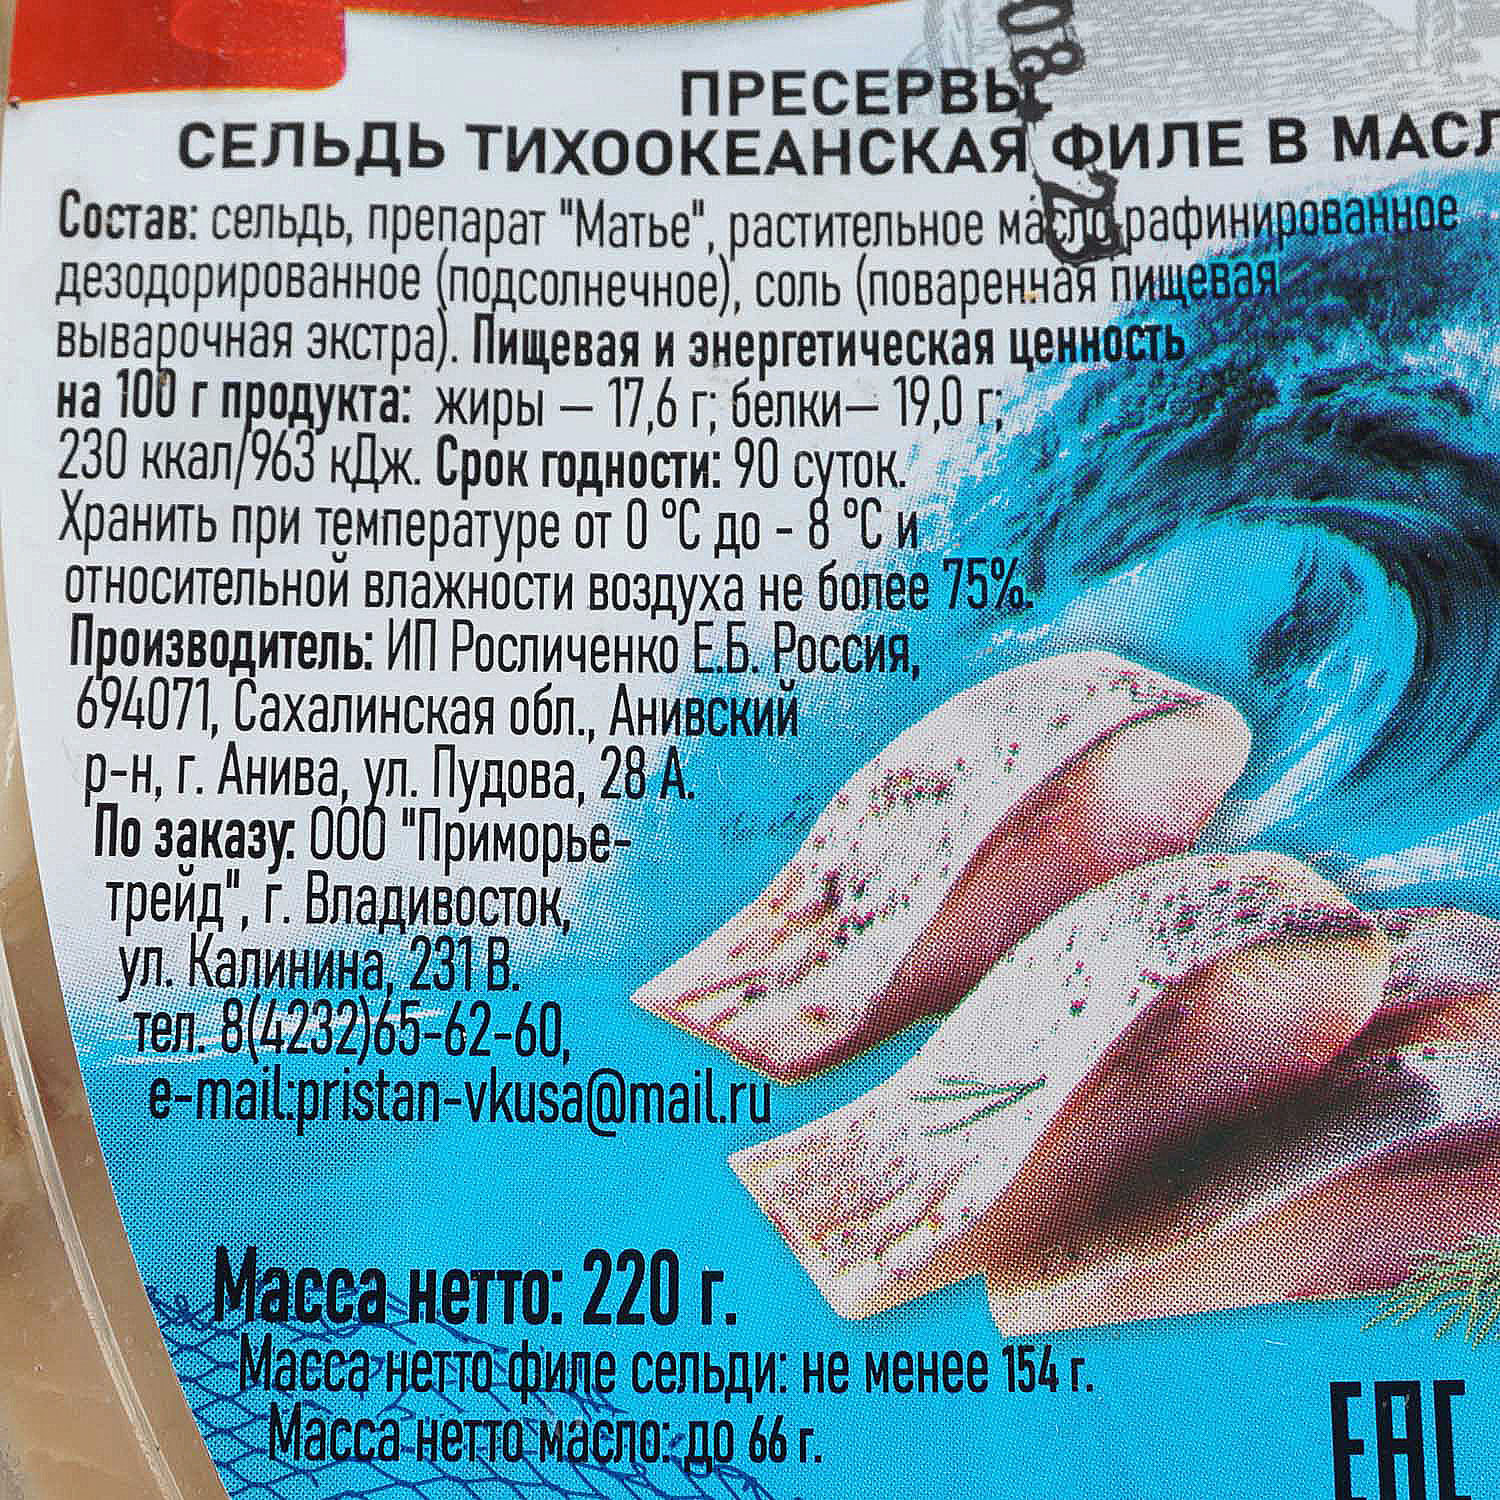 ПРЕСЕРВЫ
СЕЛЬДЬ ТИХООКЕАНСКАЯ ФИЛЕ В МАСЛ
Состав: сельдь, препарат "Матье", растительное масло рафинированное
дезодорированное (подсолнечное), соль (поваренная пищевая
выварочная экстра). Пищевая и энергетическая ценность
на 100 г продукта: жиры – 17,6 г; белки– 19,0 г;
230 ккал/963 кДж. Срок годности: 90 суток.
Хранить при температуре от 0 °С до - 8 °С и
относительной влажности воздуха не более 75%.
Производитель: ИП Росличенко Е.Б. Россия,
694071, Сахалинская обл., Анивский
р-н, г. Анива, ул. Пудова, 28 А.
По заказу: ООО "Приморье-
трейд", г. Владивосток,
ул. Калинина, 231 В.
тел. 8(4232)65-62-60,
e-mail:pristan-vkusa@mail.ru
Масса нетто: 220 г.
Масса нетто филе сельди: не менее 154 г.
Масса нетто масло: до 66 г.
ЕАС